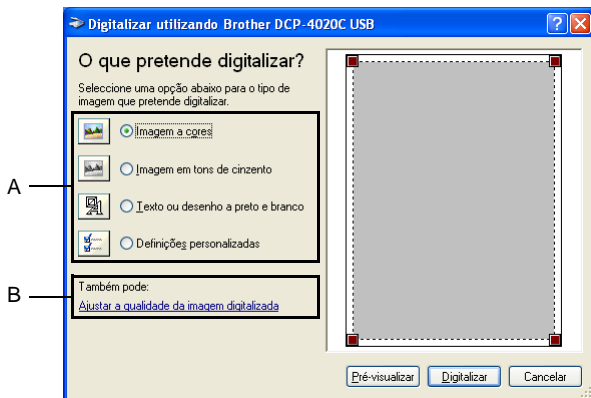 Digitalizar utilizando Brother DCP-4020C USB
O que pretende digitalizar?
Seleccione uma opção abaixo para o tipo de
imagem que pretende digitalizar.
A
Imagem a cores
Imagem em tons de cinzento
Texto ou desenho a preto e branco
Definições personalizadas
B
Também pode:
Ajustar a qualidade da imagem digitalizada
Pré-visualizar
Digitalizar
Cancelar